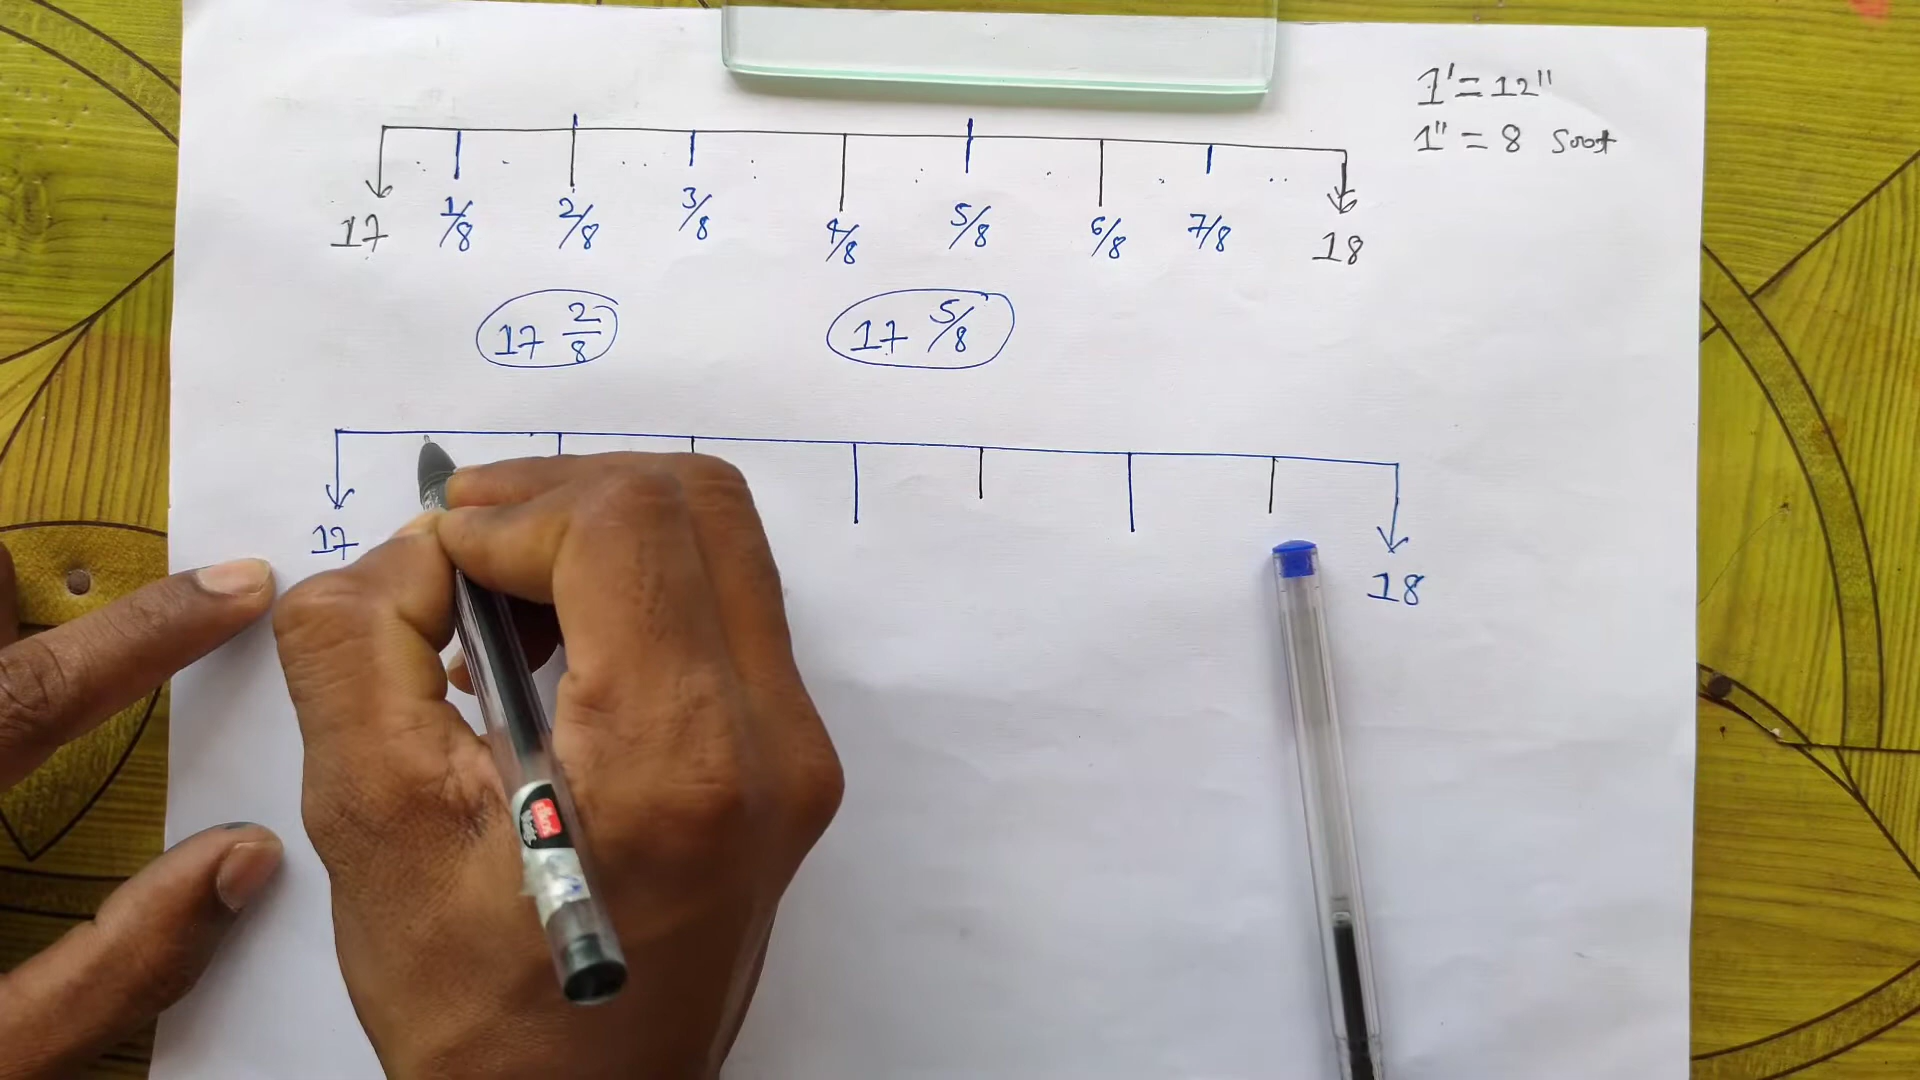 1' = 12"
1" = 8 Soot
17 1/8 2/8 3/8 4/8 5/8 6/8 7/8 18
17 2/8 17 5/8
17 18